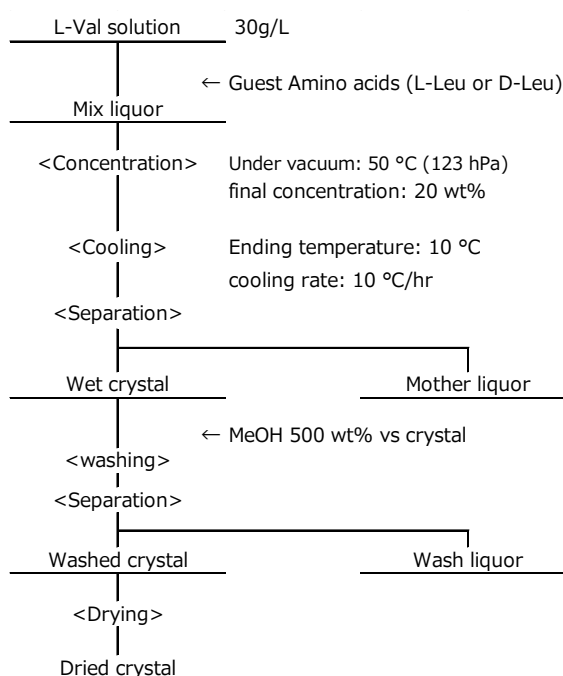 L-Val solution 30g/L
← Guest Amino acids (L-Leu or D-Leu)
Mix liquor
<Concentration> Under vacuum: 50 °C (123 hPa)
final concentration: 20 wt%
<Cooling> Ending temperature: 10 °C
cooling rate: 10 °C/hr
<Separation>
Wet crystal Mother liquor
← MeOH 500 wt% vs crystal
<washing>
<Separation>
Washed crystal Wash liquor
<Drying>
Dried crystal